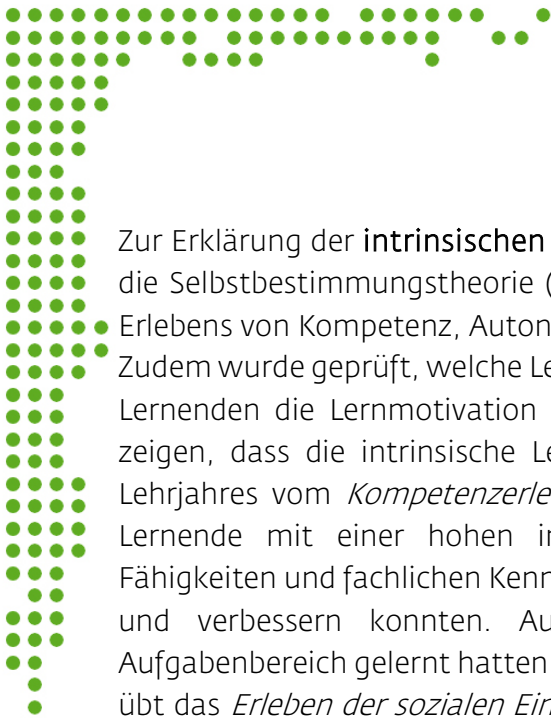 Zur Erklärung der intrinsischen
die Selbstbestimmungstheorie (
Erlebens von Kompetenz, Auton
Zudem wurde geprüft, welche Le
Lernenden die Lernmotivation
zeigen, dass die intrinsische Le
Lehrjahres vom Kompetenzerle
Lernende mit einer hohen in
Fähigkeiten und fachlichen Kenn
und verbessern konnten. Au
Aufgabenbereich gelernt hatten
übt das Erleben der sozialen Ein